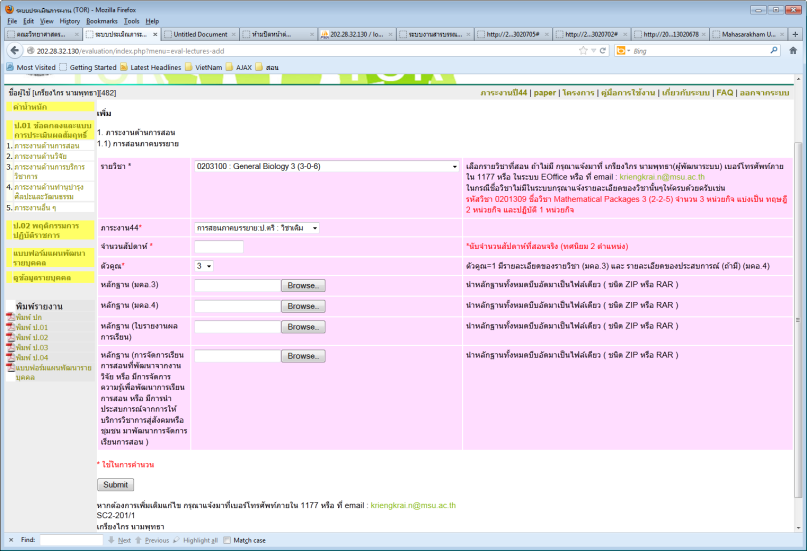 ระบบประเมินภาระงาน (TOR) - Mozilla Firefox
File Edit View History Bookmarks Tools Help
คณะวิทยาศาสตร... ระบบประเมินภาระ... Untitled Document ทำเนียบหน่วยฝ... 202.28.32.130 / lo... ระบบงานสารบรรณ... http://2...3020705# http://2...3020702# http://20...13020678 Mahasarakham U...
202.28.32.130/evaluation/index.php?menu=eval-lectures-add
Bing
Most Visited Getting Started Latest Headlines VietNam AJAX สอน
ชื่อผู้ใช้ [เกรียงไกร นามพุทธา][482]
ภาระงานปี44 | paper | โครงการ | คู่มือการใช้งาน | เกี่ยวกับระบบ | FAQ | ออกจากระบบ
ค่าน้ำหนัก
ป.01 ข้อตกลงและแบบ
การประเมินผลสัมฤทธิ์
1. ภาระงานด้านการสอน
2. ภาระงานด้านวิจัย
3. ภาระงานด้านการบริการ
วิชาการ
4. ภาระงานด้านทำนุบำรุง
ศิลปะและวัฒนธรรม
5. ภาระงานอื่น ๆ
ป.02 พฤติกรรมการ
ปฏิบัติราชการ
แบบฟอร์มแผนพัฒนา
รายบุคคล
ดูข้อมูลรายบุคคล
พิมพ์รายงาน
พิมพ์ ปก
พิมพ์ ป.01
พิมพ์ ป.02
พิมพ์ ป.03
พิมพ์ ป.04
แบบฟอร์มแผนพัฒนาราย
บุคคล
เพิ่ม
1. ภาระงานด้านการสอน
1.1) การสอนภาคบรรยาย
รายวิชา *
0203100 : General Biology 3 (3-0-6)
เลือกรายวิชาที่สอน ถ้าไม่มี กรุณาแจ้งมาที่ เกรียงไกร นามพุทธา(ผู้พัฒนาระบบ) เบอร์โทรศัพท์ภาย
ใน 1177 หรือ ในระบบ EOffice หรือ ที่ email : kriengkrai.n@msu.ac.th
ในกรณีชื่อวิชาไม่มีในระบบกรุณาแจ้งรายละเอียดของวิชานั้นๆให้ครบด้วยครับเช่น
รหัสวิชา 0201309 ชื่อวิชา Mathematical Packages 3 (2-2-5) จำนวน 3 หน่วยกิจ แบ่งเป็น ทฤษฎี
2 หน่วยกิจ และปฏิบัติ 1 หน่วยกิจ
ภาระงาน44*
การสอนภาคบรรยาย:ป.ตรี : วิชาเดิม
จำนวนสัปดาห์ *
*นับจำนวนสัปดาห์ที่สอนจริง (ทศนิยม 2 ตำแหน่ง)
ตัวคูณ*
3
ตัวคูณ=1 มีรายละเอียดของรายวิชา (มคอ.3) และ รายละเอียดของประสบการณ์ (ถ้ามี) (มคอ.4)
หลักฐาน (มคอ.3)
Browse..
นำหลักฐานทั้งหมดบีบอัดมาเป็นไฟล์เดียว ( ชนิด ZIP หรือ RAR )
หลักฐาน (มคอ.4)
Browse..
นำหลักฐานทั้งหมดบีบอัดมาเป็นไฟล์เดียว ( ชนิด ZIP หรือ RAR )
หลักฐาน (ใบรายงานผล
การเรียน)
Browse..
นำหลักฐานทั้งหมดบีบอัดมาเป็นไฟล์เดียว ( ชนิด ZIP หรือ RAR )
หลักฐาน (การจัดการเรียน
การสอนที่พัฒนาจากงาน
วิจัย หรือ มีการจัดการ
ความรู้เพื่อพัฒนาการเรียน
การสอน หรือ มีการนำ
ประสบการณ์จากการให้
บริการวิชาการสู่สังคมหรือ
ชุมชน มาพัฒนาการจัดการ
เรียนการสอน )
Browse..
นำหลักฐานทั้งหมดบีบอัดมาเป็นไฟล์เดียว ( ชนิด ZIP หรือ RAR )
* ใช้ในการคำนวน
Submit
หากต้องการเพิ่มเติมแก้ไข กรุณาแจ้งมาที่เบอร์โทรศัพท์ภายใน 1177 หรือ ที่ email : kriengkrai.n@msu.ac.th
SC2-201/1
เกรียงไกร นามพุทธา
Find: Next Previous Highlight all Match case